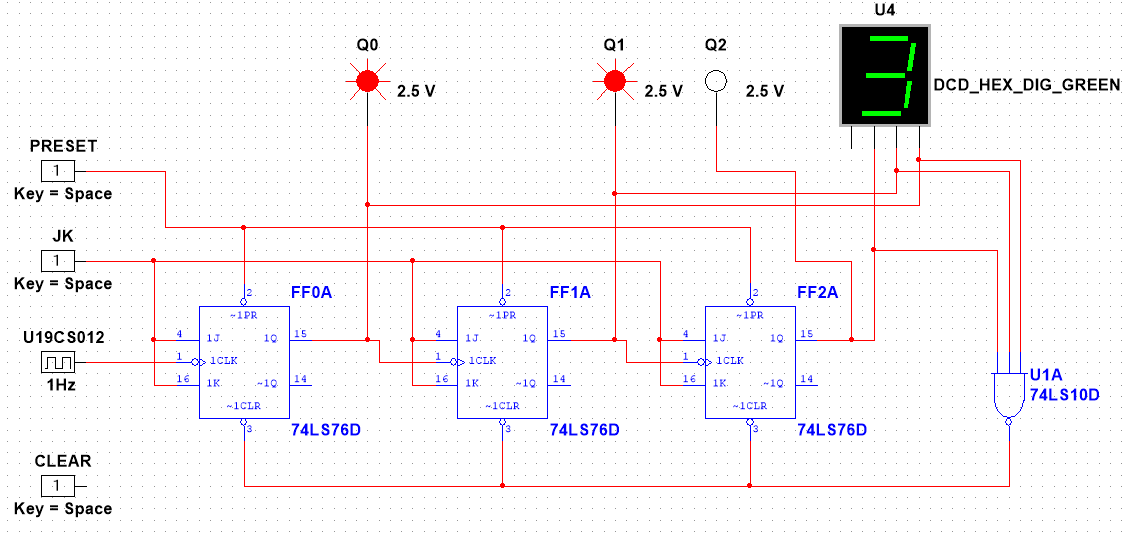 U4
Q0
Q1
Q2
2.5 V
2.5 V
2.5 V
3
DCD_HEX_DIG_GREEN
PRESET
1
Key = Space
JK
1
Key = Space
U19CS012
1Hz
CLEAR
1
Key = Space
FF0A
2
~1PR
4
1J
1Q
15
1
1CLK
16
1K
~1Q
14
~1CLR
3
74LS76D
FF1A
2
~1PR
4
1J
1Q
15
1
1CLK
16
1K
~1Q
14
~1CLR
3
74LS76D
FF2A
2
~1PR
4
1J
1Q
15
1
1CLK
16
1K
~1Q
14
~1CLR
3
74LS76D
U1A
74LS10D